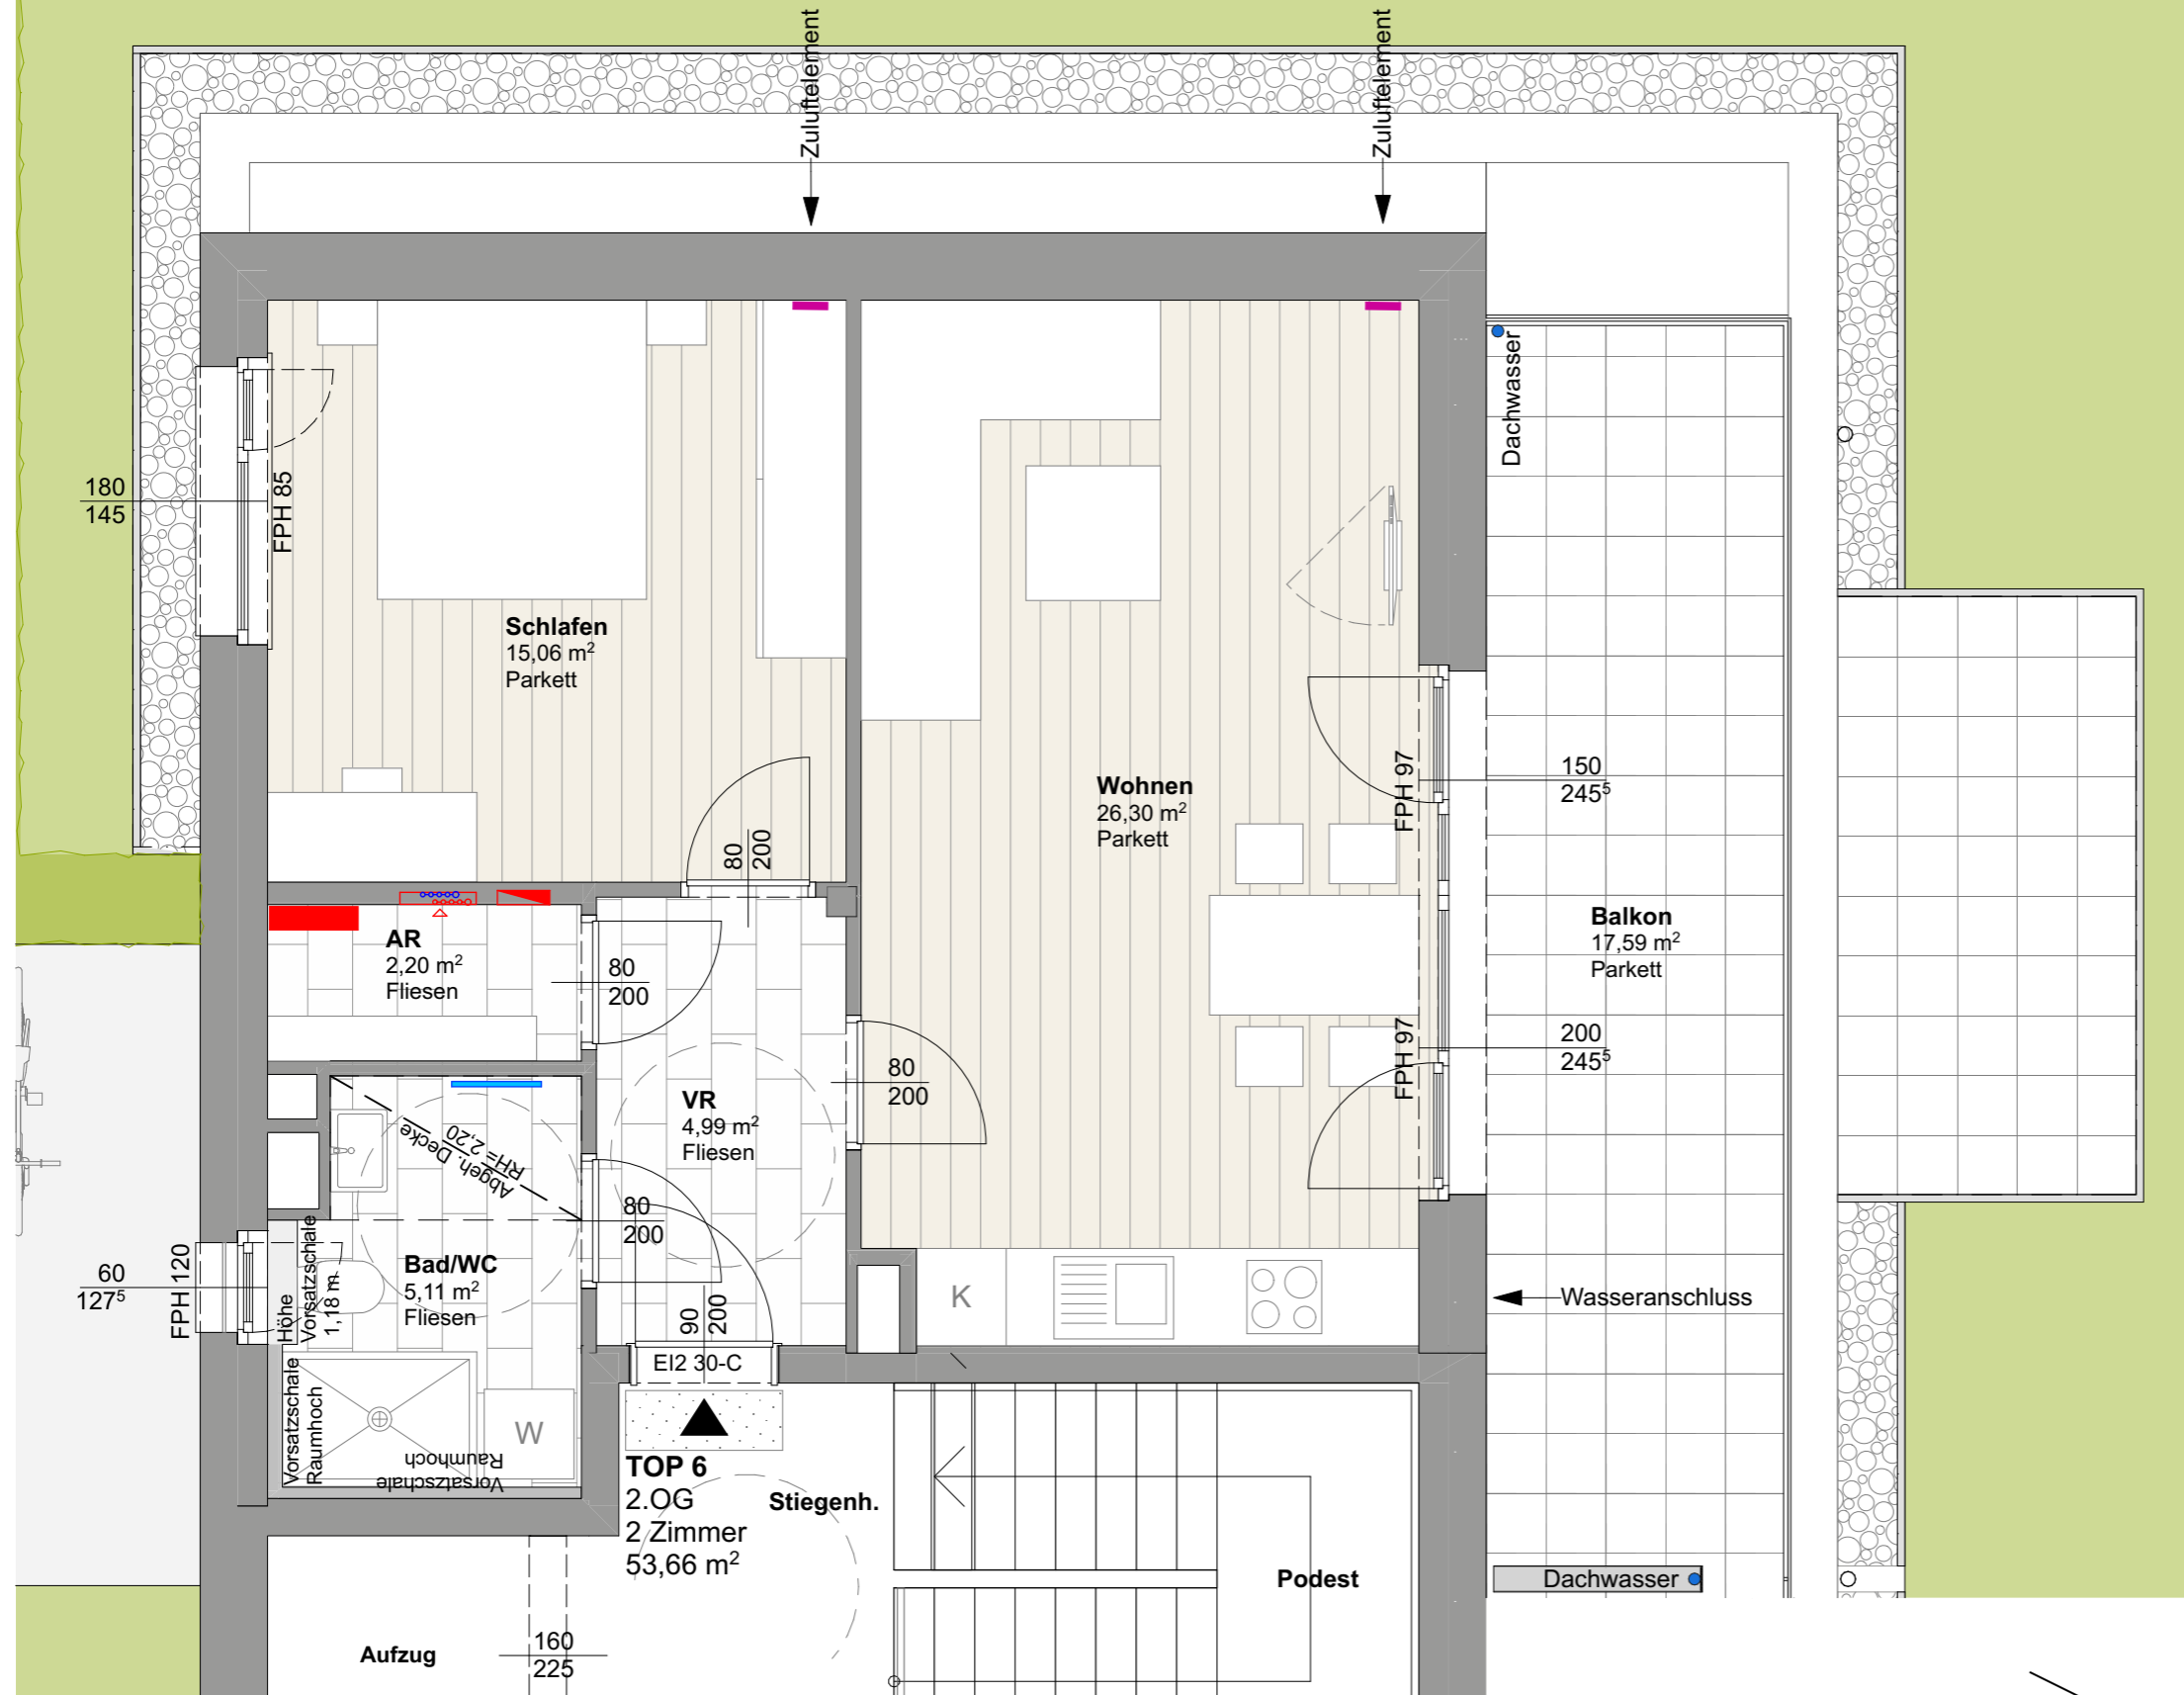 Zuluftelement
Zuluftelement
Dachwasser
180
145
FPH 85
Schlafen
15,06 m²
Parkett
80
200
Wohnen
26,30 m²
Parkett
FPH 97
150
245⁵
Balkon
17,59 m²
Parkett
FPH 97
200
245⁵
AR
2,20 m²
Fliesen
80
200
VR
4,99 m²
Fliesen
80
200
Abgeh. Decke
RH= 2,20
80
200
Bad/WC
5,11 m²
Fliesen
60
127⁵
FPH 120
Höhe
Vorsatzschale
1,18 m
Vorsatzschale
Raumhoch
Vorsatzschale
Raumhoch
W
K
90
200
EI2 30-C
Wasseranschluss
TOP 6
2.OG
2 Zimmer
53,66 m²
Stiegenh.
Podest
Dachwasser
Aufzug
160
225